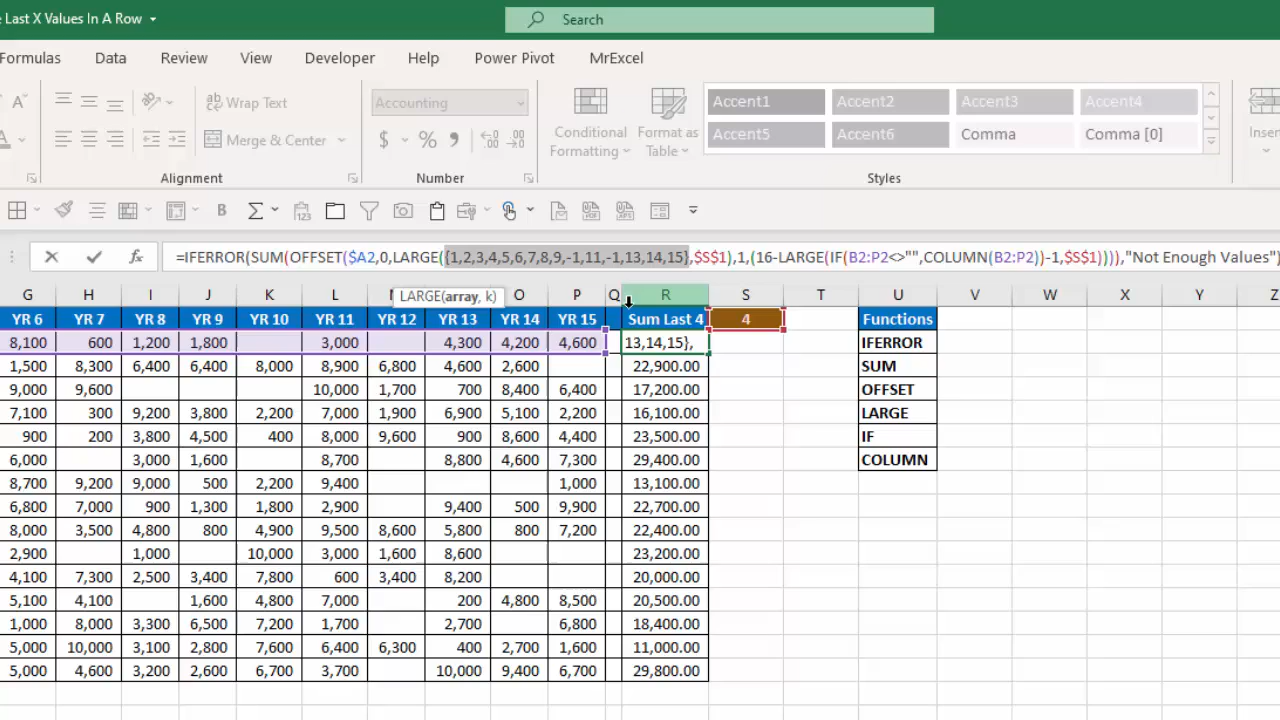 e Last X Values In A Row
Search
Formulas Data Review View Developer Help Power Pivot MrExcel
Wrap Text
Accounting
Conditional Formatting
Format as Table
Accent1 Accent2 Accent3 Accent4
Accent5 Accent6 Comma Comma [0]
Merge & Center
$ % 9
Inser
Alignment Number Styles
B
fx =IFERROR(SUM(OFFSET($A2,0,LARGE({1,2,3,4,5,6,7,8,9,-1,11,-1,13,14,15},$S$1),1,(16-LARGE(IF(B2:P2<>"",COLUMN(B2:P2))-1,$S$1)))),"Not Enough Values")
LARGE(array, k)
G H I J K L O P Q R S T U V W X Y Z
YR 6 YR 7 YR 8 YR 9 YR 10 YR 11 YR 12 YR 13 YR 14 YR 15 Sum Last 4 4 Functions
8,100 600 1,200 1,800 3,000 4,300 4,200 4,600 13,14,15}, IFERROR
1,500 8,300 6,400 6,400 8,000 8,900 6,800 4,600 2,600 22,900.00 SUM
9,000 9,600 10,000 1,700 700 8,400 6,400 17,200.00 OFFSET
7,100 300 9,200 3,800 2,200 7,000 1,900 6,900 5,100 2,200 16,100.00 LARGE
900 200 3,800 4,500 400 8,000 9,600 900 8,600 4,400 23,500.00 IF
6,000 3,000 1,600 8,700 8,800 4,600 7,300 29,400.00 COLUMN
8,700 9,200 9,000 500 2,200 9,400 1,000 13,100.00
6,800 7,000 900 1,300 1,800 2,900 9,400 500 9,900 22,700.00
8,000 3,500 4,800 800 4,900 9,500 8,600 5,800 800 7,200 22,400.00
2,900 1,000 10,000 3,000 1,600 8,600 23,200.00
4,100 7,300 2,500 3,400 7,800 600 3,400 8,200 20,000.00
5,100 4,100 1,600 4,800 7,000 200 4,800 8,500 20,500.00
1,000 8,000 3,300 6,500 7,200 1,700 2,700 6,800 18,400.00
5,000 10,000 3,100 2,800 7,600 6,400 6,300 400 2,700 1,600 11,000.00
5,000 4,600 3,200 2,600 6,700 3,700 10,000 9,400 6,700 29,800.00